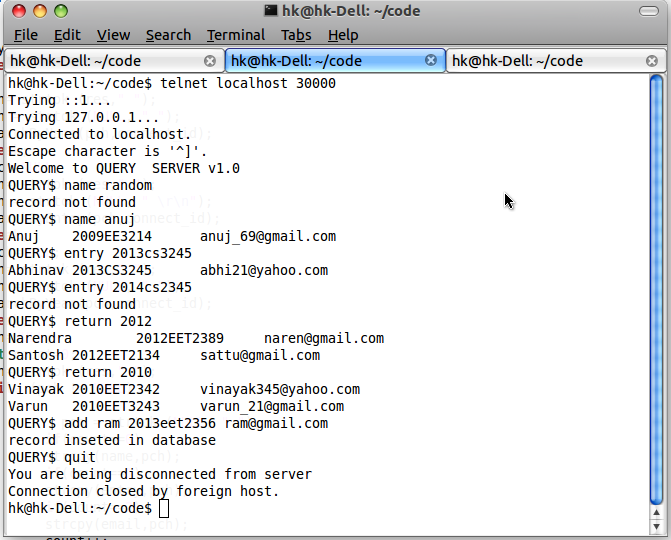 hk@hk-Dell: ~/code
File Edit View Search Terminal Tabs Help
hk@hk-Dell: ~/code hk@hk-Dell: ~/code hk@hk-Dell: ~/code
hk@hk-Dell:~/code$ telnet localhost 30000
Trying ::1...
Trying 127.0.0.1...
Connected to localhost.
Escape character is '^]'.
Welcome to QUERY  SERVER v1.0
QUERY$ name random
record not found
QUERY$ name anuj
Anuj    2009EE3214      anuj_69@gmail.com
QUERY$ entry 2013cs3245
Abhinav 2013CS3245      abhi21@yahoo.com
QUERY$ entry 2014cs2345
record not found
QUERY$ return 2012
Narendra        2012EET2389     naren@gmail.com
Santosh 2012EET2134     sattu@gmail.com
QUERY$ return 2010
Vinayak 2010EET2342     vinayak345@yahoo.com
Varun   2010EET3243     varun_21@gmail.com
QUERY$ add ram 2013eet2356 ram@gmail.com
record inseted in database
QUERY$ quit
You are being disconnected from server
Connection closed by foreign host.
hk@hk-Dell:~/code$
strcpy(email,pch);